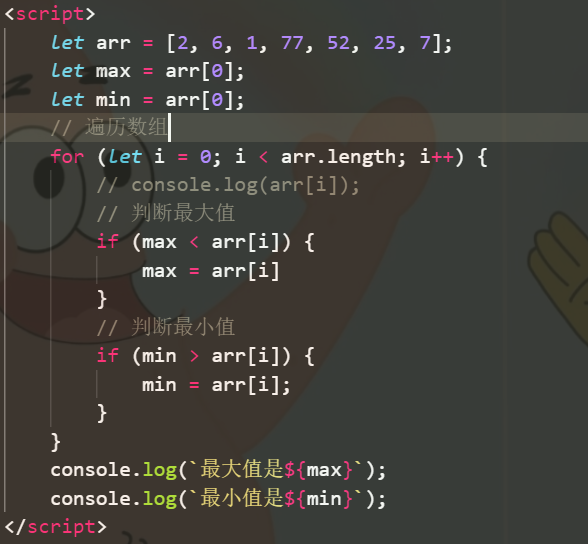 <script>
let arr = [2, 6, 1, 77, 52, 25, 7];
let max = arr[0];
let min = arr[0];
// 遍历数组
for (let i = 0; i < arr.length; i++) {
// console.log(arr[i]);
// 判断最大值
if (max < arr[i]) {
max = arr[i]
}
// 判断最小值
if (min > arr[i]) {
min = arr[i];
}
}
console.log(`最大值是${max}`);
console.log(`最小值是${min}`);
</script>